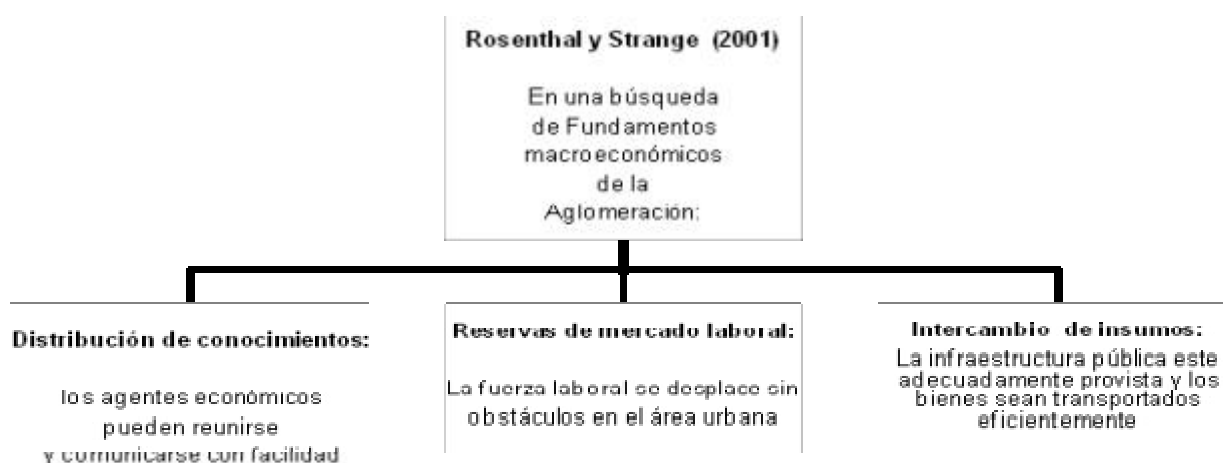 Rosenthal y Strange (2001)
En una búsqueda
de Fundamentos
macroeconómicos
de la
Aglomeración:
Distribución de conocimientos:
los agentes económicos
pueden reunirse
y comunicarse con facilidad
Reservas de mercado laboral:
La fuerza laboral se desplace sin
obstáculos en el área urbana
Intercambio de insumos:
La infraestructura pública este
adecuadamente provista y los
bienes sean transportados
eficientemente